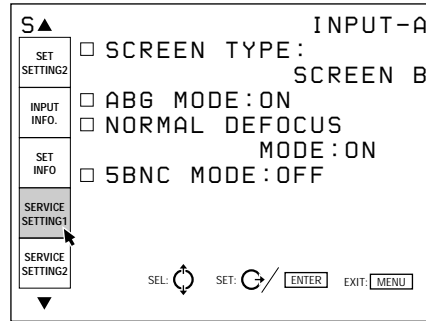 S▲ INPUT-A
SET
SETTING2
INPUT
INFO.
SET
INFO
SERVICE
SETTING1
SERVICE
SETTING2
▼
□ SCREEN TYPE:
SCREEN B
□ ABG MODE:ON
□ NORMAL DEFOCUS
MODE:ON
□ 5BNC MODE:OFF
SEL: SET: / ENTER EXIT: MENU